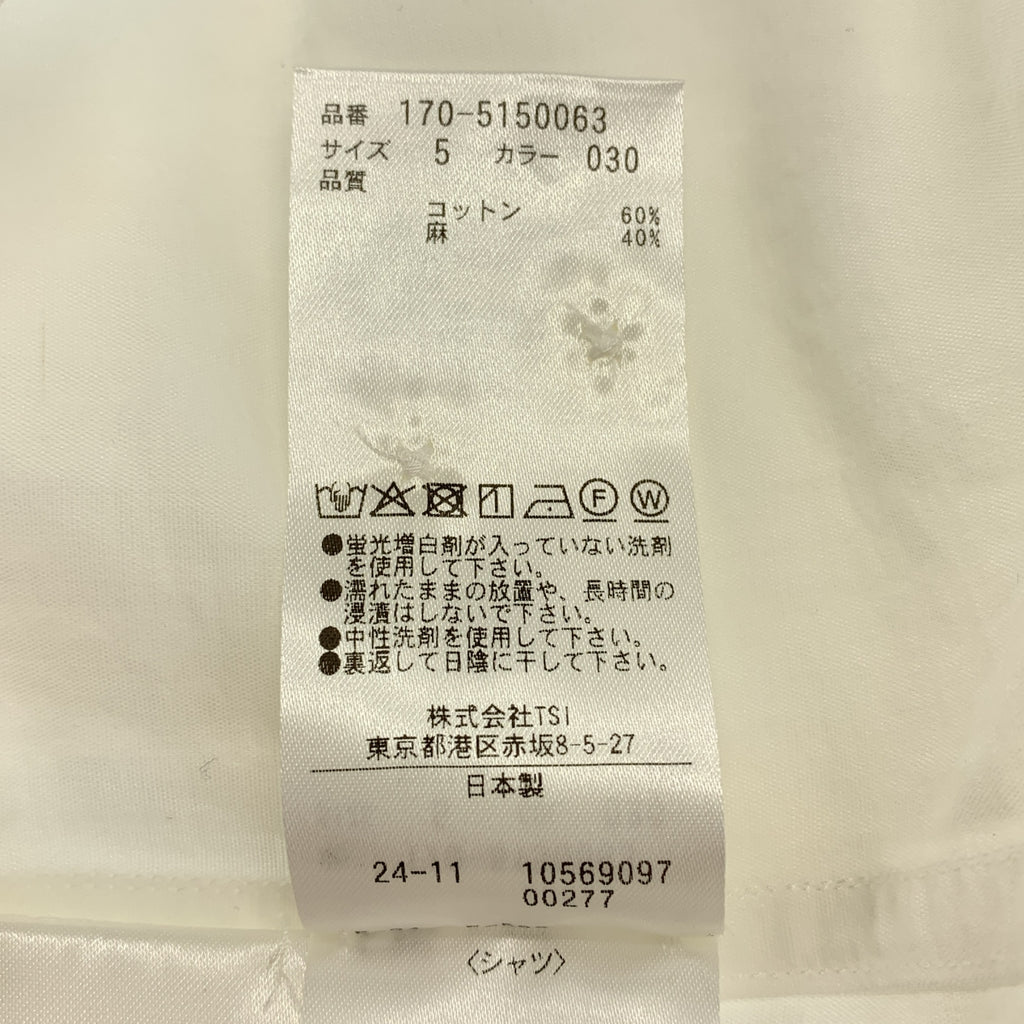 品番 170-5150063
サイズ 5 カラー 030
品質
コットン 60%
麻 40%
F W
●蛍光増白剤が入っていない洗剤
を使用して下さい。
●濡れたままの放置や、長時間の
浸漬はしないで下さい。
●中性洗剤を使用して下さい。
●裏返して日陰に干して下さい。
株式会社TSI
東京都港区赤坂8-5-27
日本製
24-11 10569097
00277
〈シャツ〉